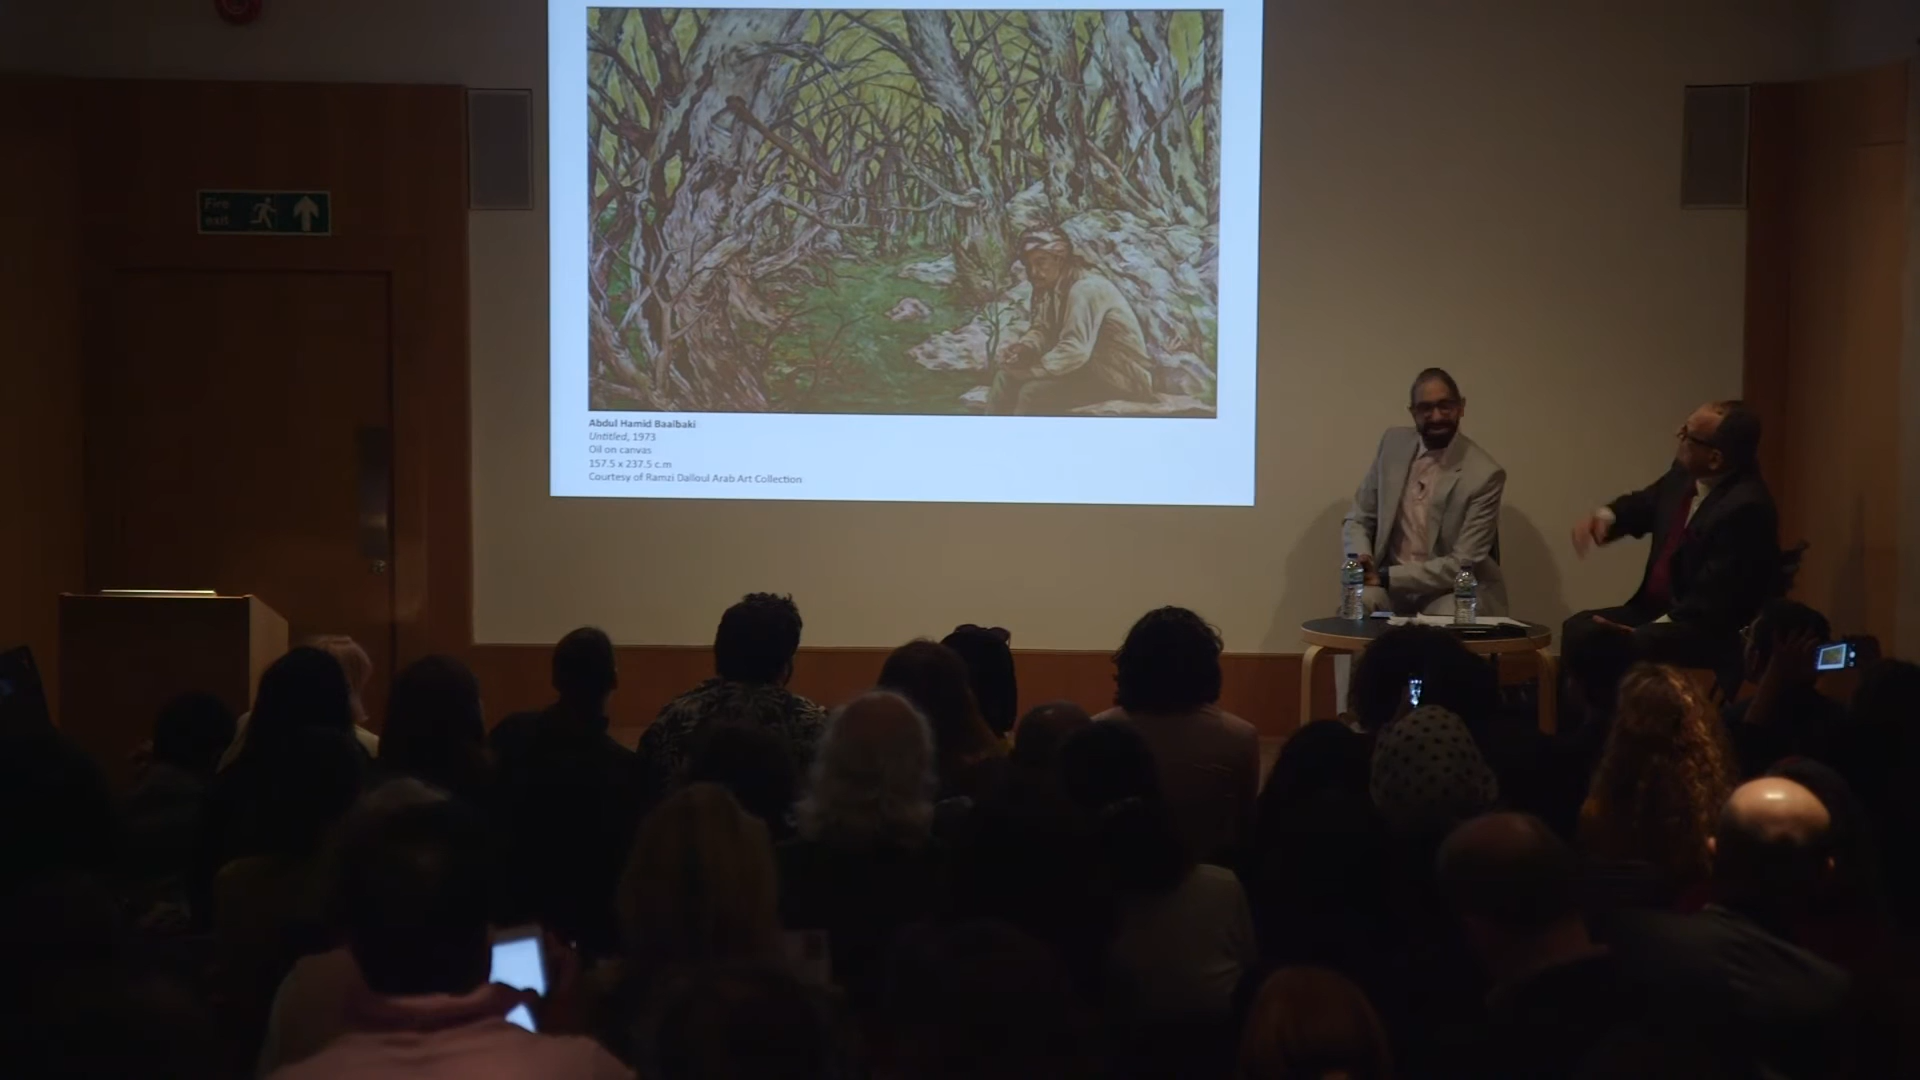 Fire
exit
Abdul Hamid Baalbaki
Untitled, 1973
Oil on canvas
157.5 x 237.5 c.m
Courtesy of Ramzi Dalloul Arab Art Collection